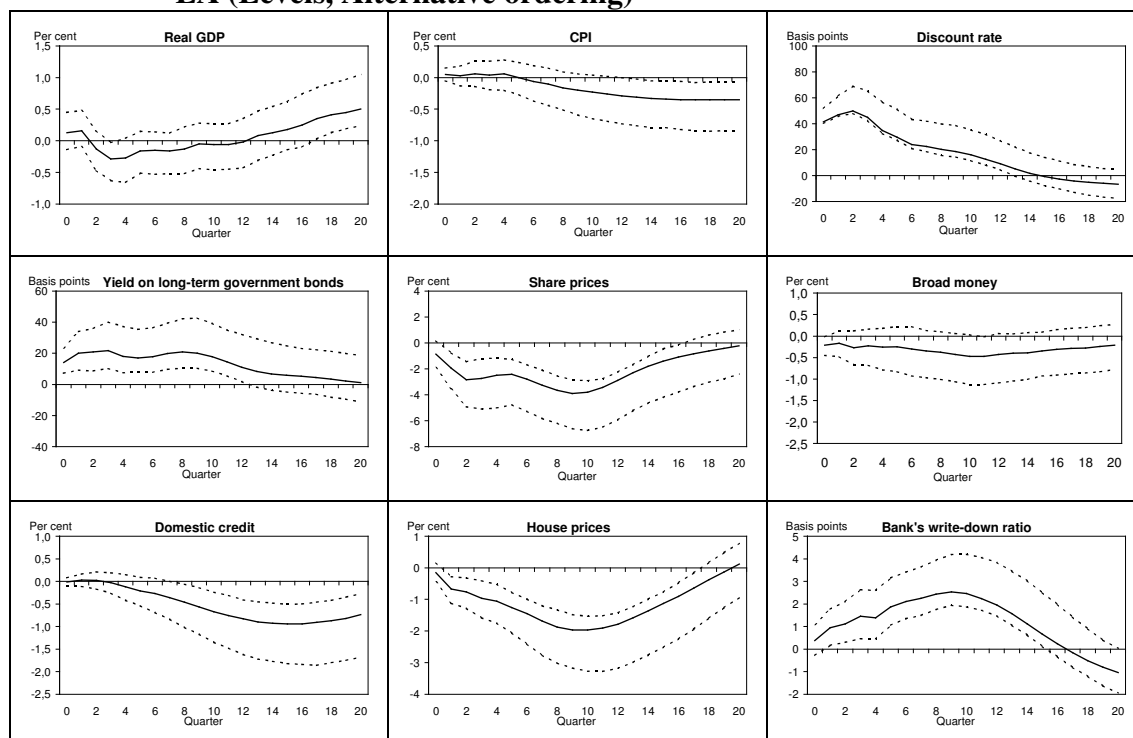 (Levels, Alternative ordering)
Per cent
Real GDP
1,5
1,0
0,5
0,0
-0,5
-1,0
0 2 4 6 8 10 12 14 16 18 20
Quarter
Per cent
CPI
0,5
0,0
-0,5
-1,0
-1,5
-2,0
0 2 4 6 8 10 12 14 16 18 20
Quarter
Basis points
Discount rate
100
80
60
40
20
0
-20
0 2 4 6 8 10 12 14 16 18 20
Quarter
Basis points
Yield on long-term government bonds
60
40
20
0
-20
-40
0 2 4 6 8 10 12 14 16 18 20
Quarter
Per cent
Share prices
4
2
0
-2
-4
-6
-8
0 2 4 6 8 10 12 14 16 18 20
Quarter
Per cent
Broad money
1,0
0,5
0,0
-0,5
-1,0
-1,5
-2,0
-2,5
0 2 4 6 8 10 12 14 16 18 20
Quarter
Per cent
Domestic credit
1,0
0,5
0,0
-0,5
-1,0
-1,5
-2,0
-2,5
0 2 4 6 8 10 12 14 16 18 20
Quarter
Per cent
House prices
1
0
-1
-2
-3
-4
0 2 4 6 8 10 12 14 16 18 20
Quarter
Basis points
Bank's write-down ratio
5
4
3
2
1
0
-1
-2
0 2 4 6 8 10 12 14 16 18 20
Quarter